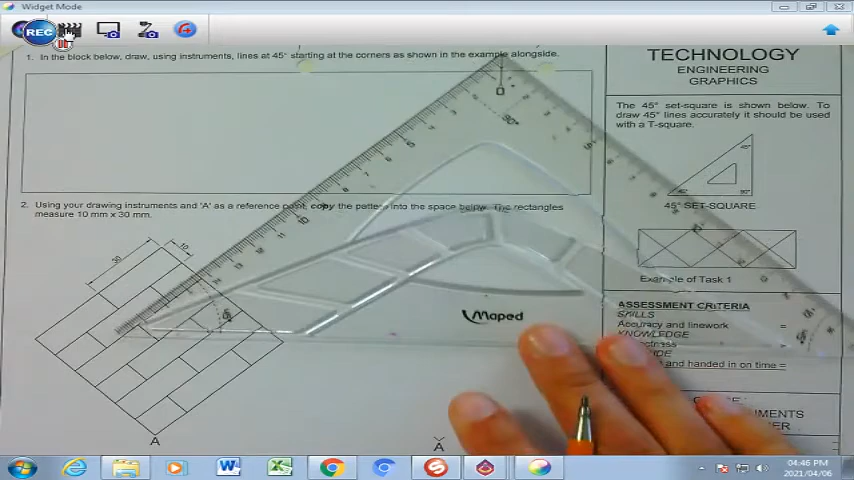 Widget Mode
REC
1. In the block below, draw, using instruments, lines at 45° starting at the corners as shown in the example alongside.
TECHNOLOGY
ENGINEERING
GRAPHICS
The 45° set-square is shown below. To
draw 45° lines accurately it should be used
with a T-square.
45°
90°
45° SET-SQUARE
2. Using your drawing instruments and 'A' as a reference point, copy the pattern into the space below. The rectangles
measure 10 mm x 30 mm.
30
10
0
90°
Maped
A
A
Example of Task 1
ASSESSMENT CRITERIA
SKILLS
Accuracy and linework =
KNOWLEDGE
and handed in on time =
04:46 PM
2021/04/06